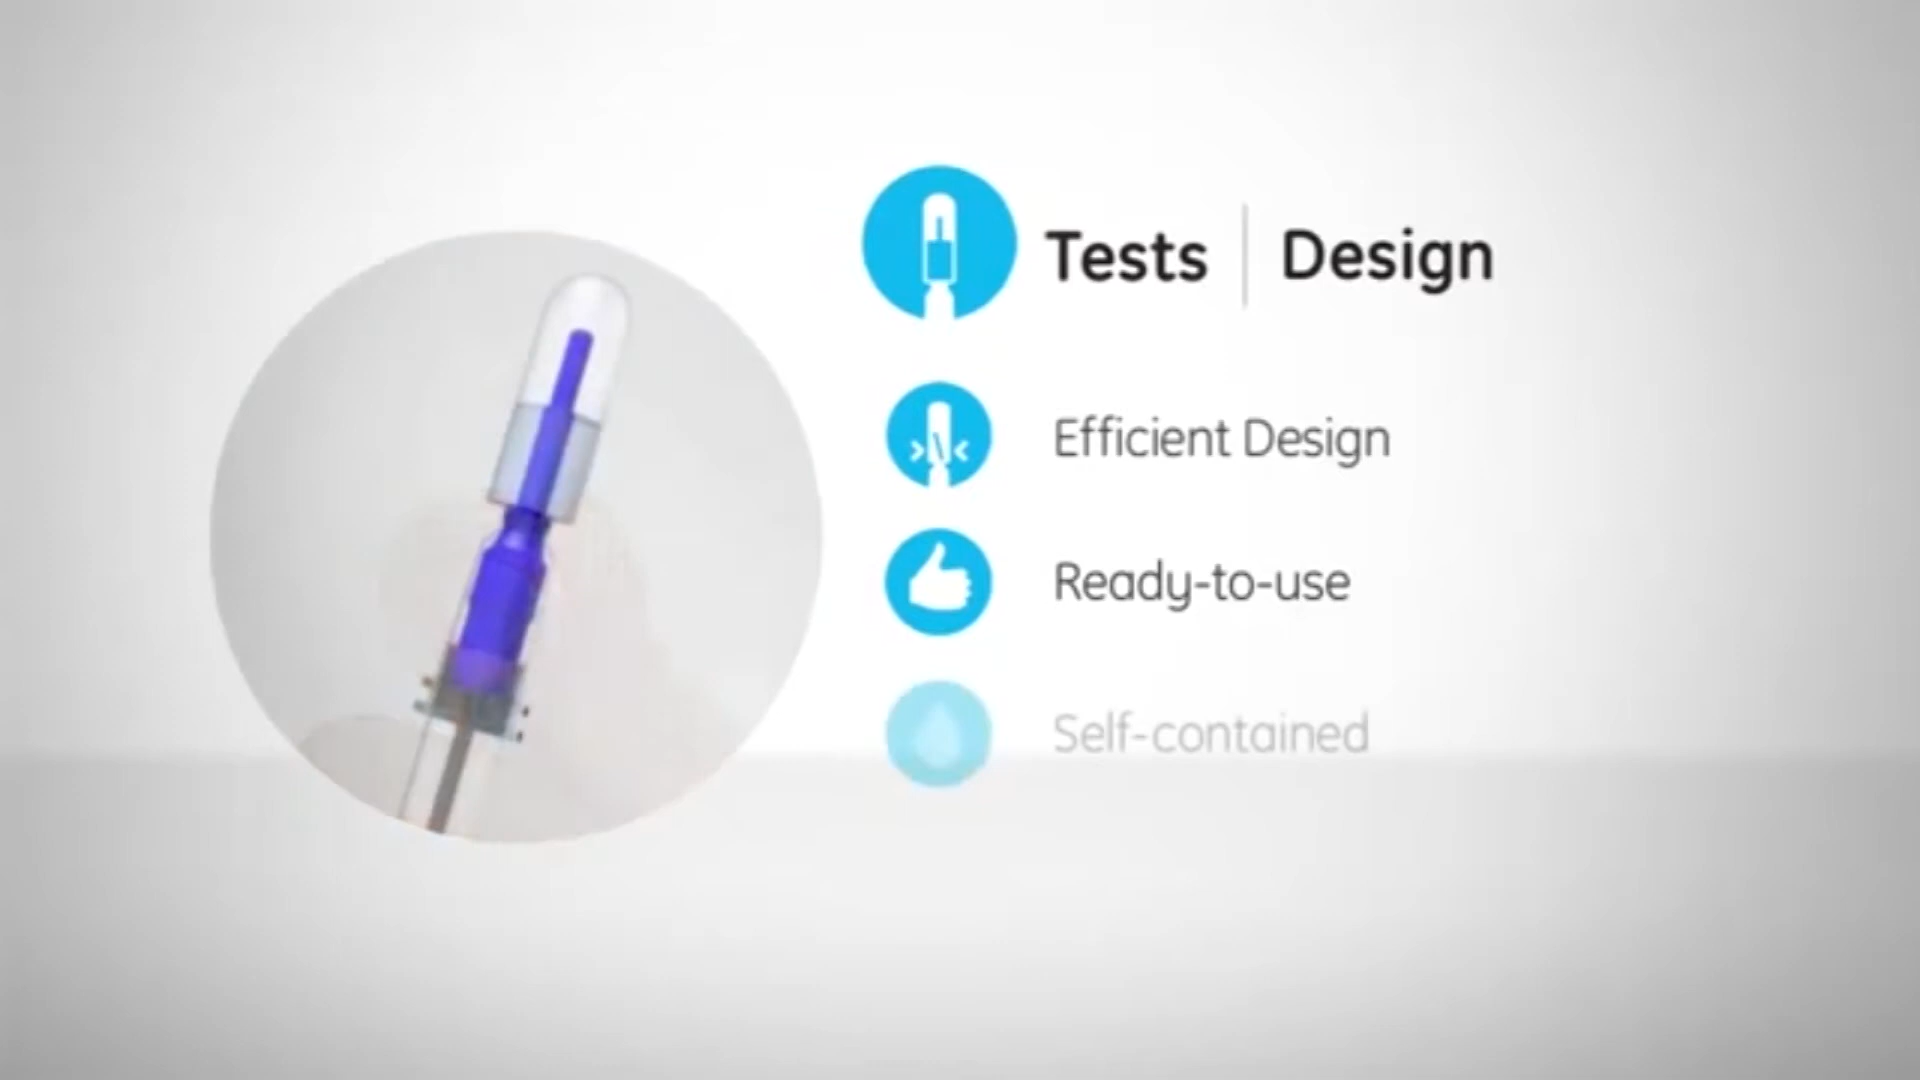 Tests | Design
Efficient Design
Ready-to-use
Self-contained